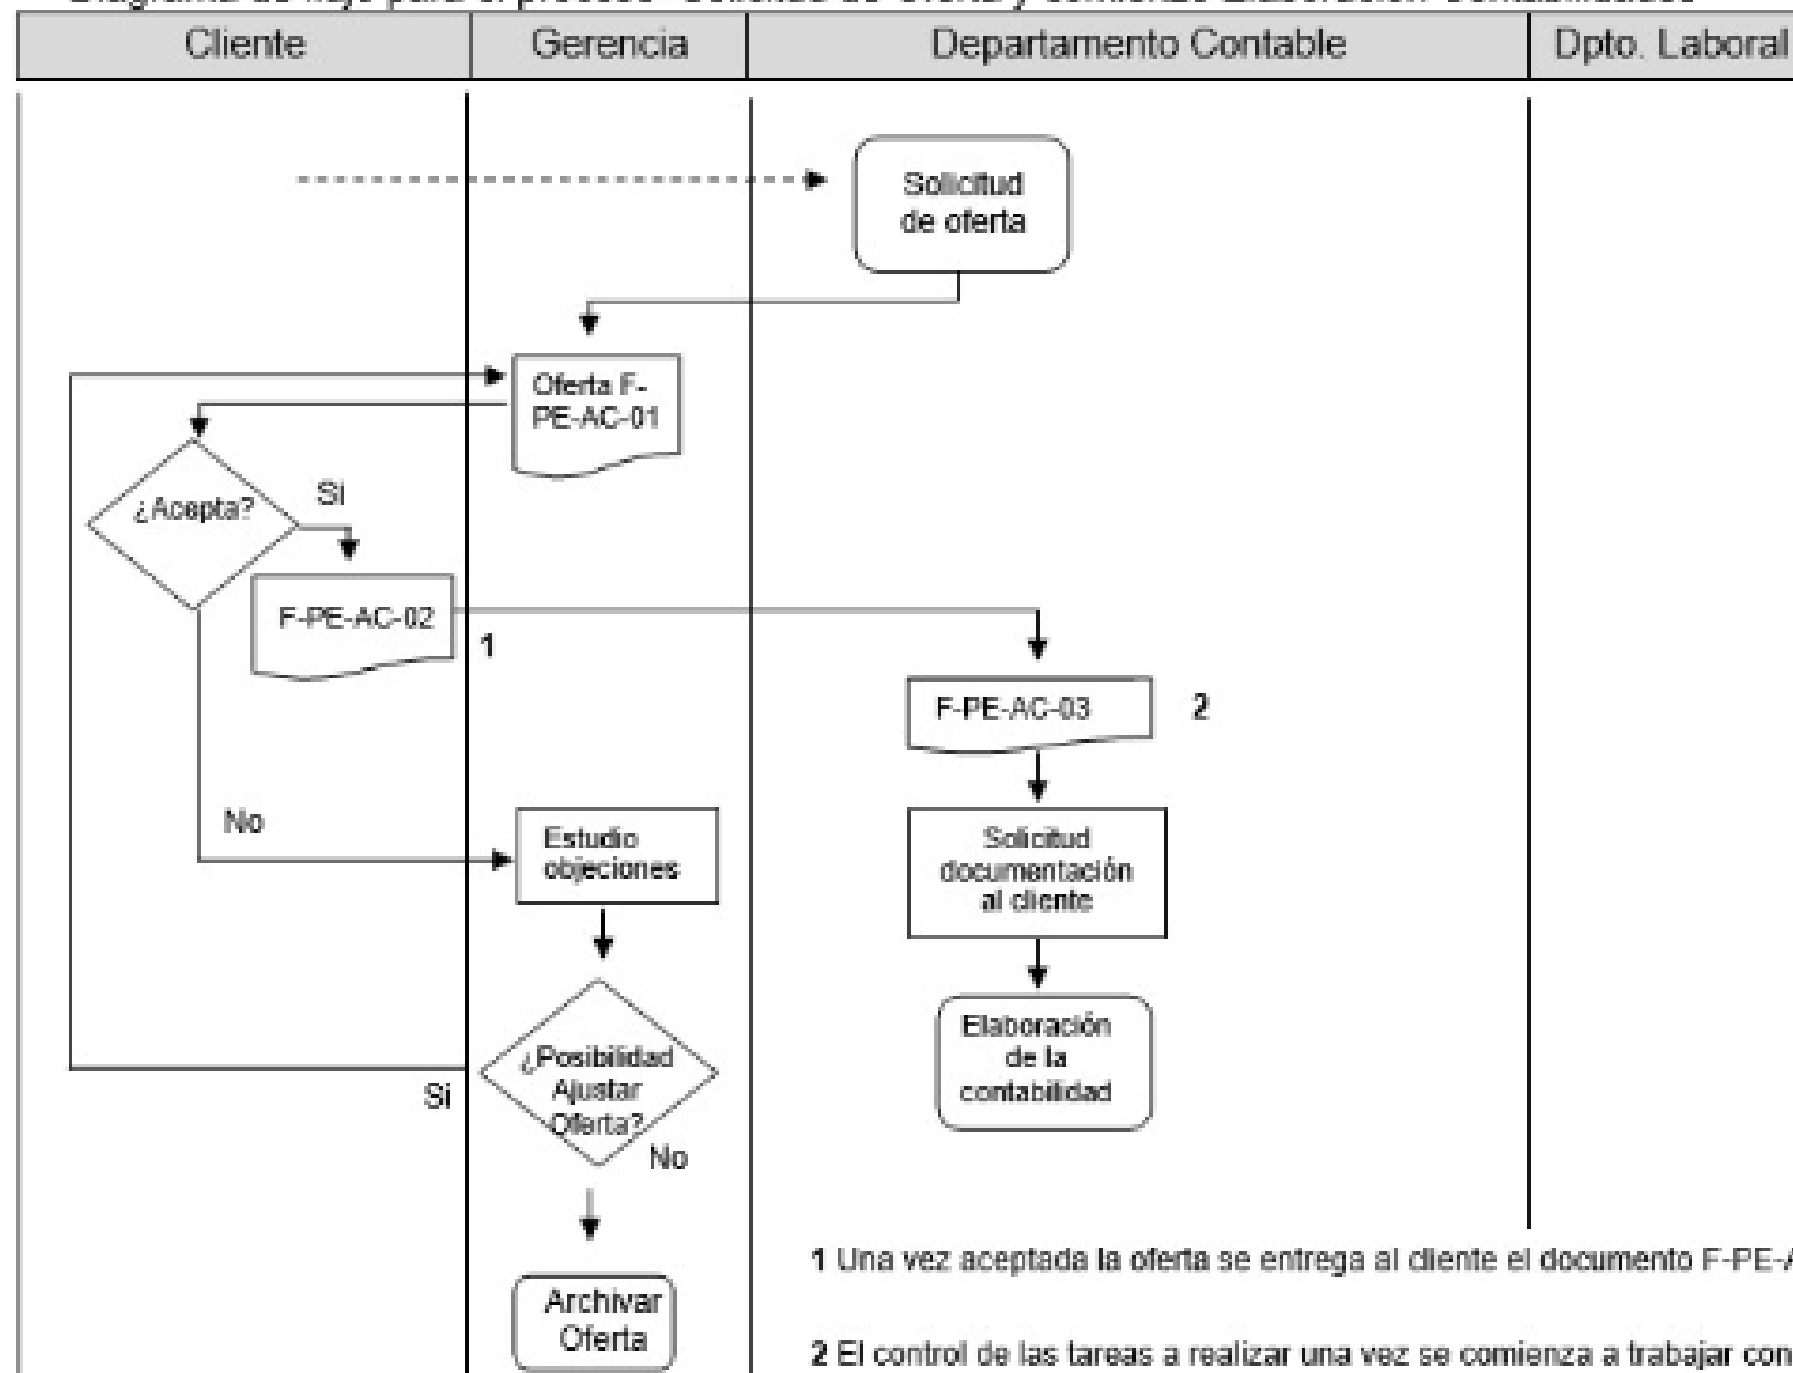 Cliente
Gerencia
Departamento Contable
Dpto. Laboral
Solicitud
de oferta
Oferta F-
PE-AC-01
¿Acepta?
Si
F-PE-AC-02
1
F-PE-AC-03
2
No
Estudio
objeciones
Solicitud
documentación
al cliente
Elaboración
de la
contabilidad
¿Posibilidad
Ajustar
Oferta?
Si
No
Archivar
Oferta
1 Una vez aceptada la oferta se entrega al cliente el documento F-PE-
2 El control de las tareas a realizar una vez se comienza a trabajar con